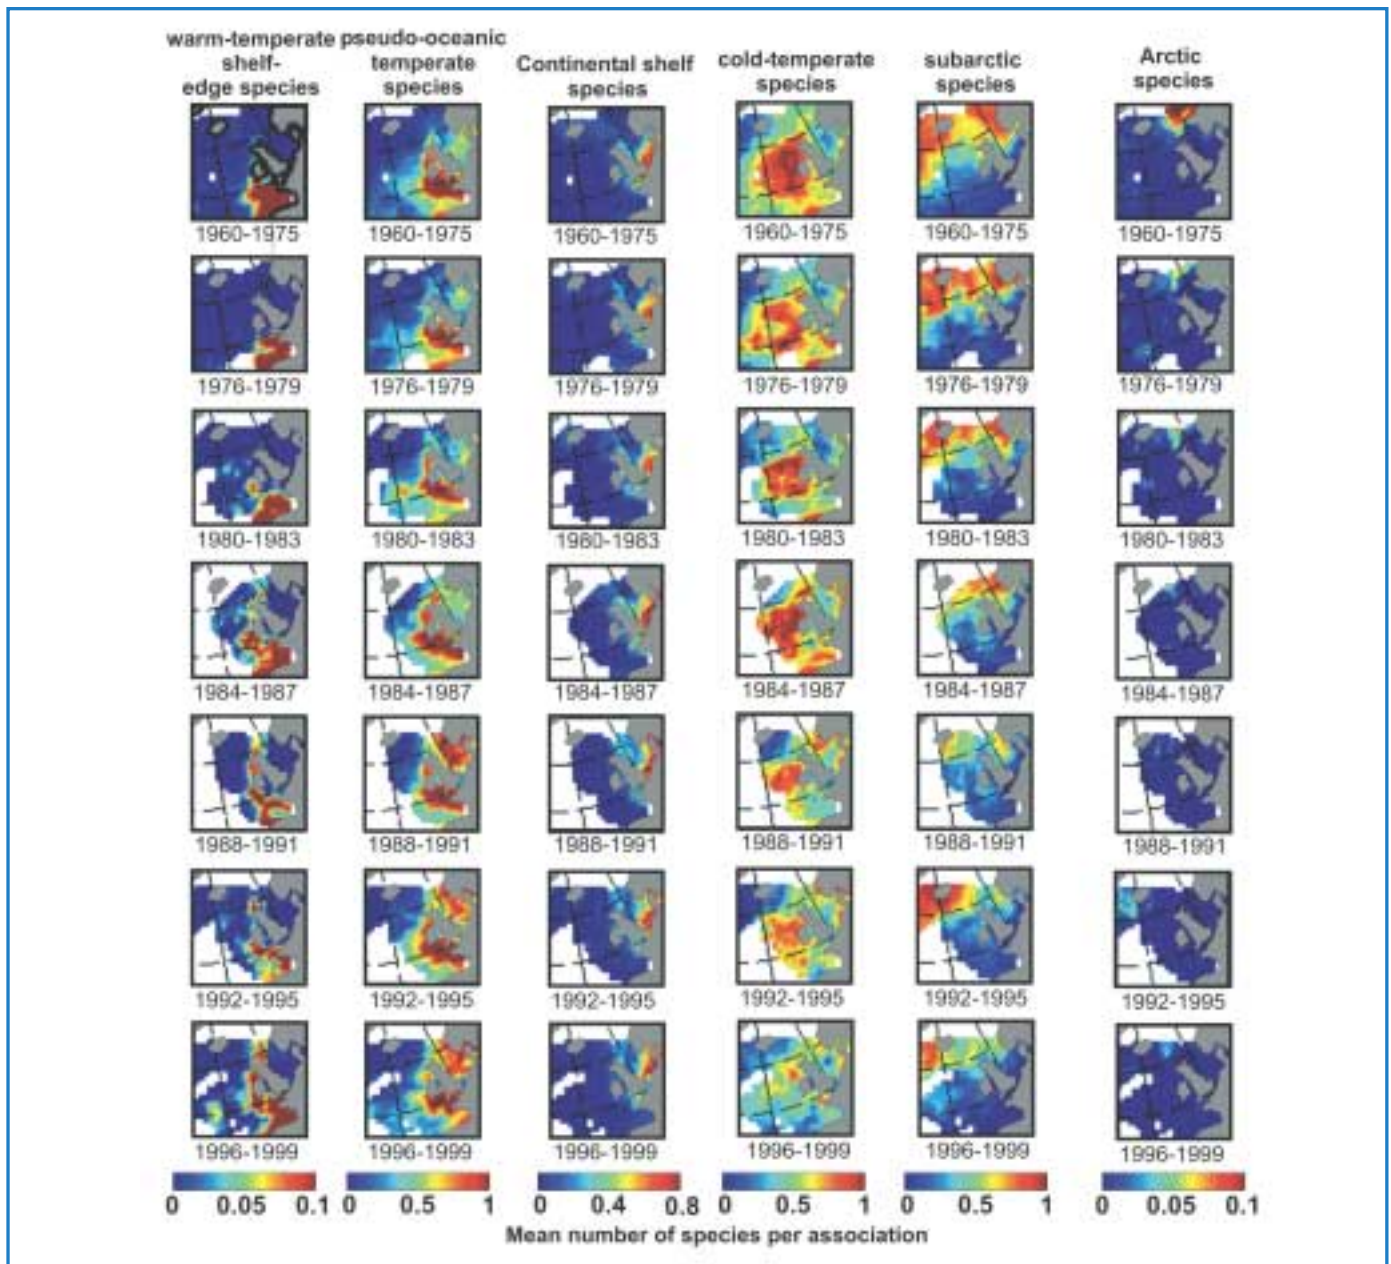 warm-temperate
shelf-
edge species
pseudo-oceanic
temperate
species
Continental shelf
species
cold-temperate
species
subarctic
species
Arctic
species
1960-1975 1960-1975 1960-1975 1960-1975 1960-1975 1960-1975
1976-1979 1976-1979 1976-1979 1976-1979 1976-1979 1976-1979
1980-1983 1980-1983 1980-1983 1980-1983 1980-1983 1980-1983
1984-1987 1984-1987 1984-1987 1984-1987 1984-1987 1984-1987
1988-1991 1988-1991 1988-1991 1988-1991 1988-1991 1988-1991
1992-1995 1992-1995 1992-1995 1992-1995 1992-1995 1992-1995
1996-1999 1996-1999 1996-1999 1996-1999 1996-1999 1996-1999
0 0.05 0.1 0 0.5 1 0 0.4 0.8 0 0.5 1 0 0.5 1 0 0.05 0.1
Mean number of species per association